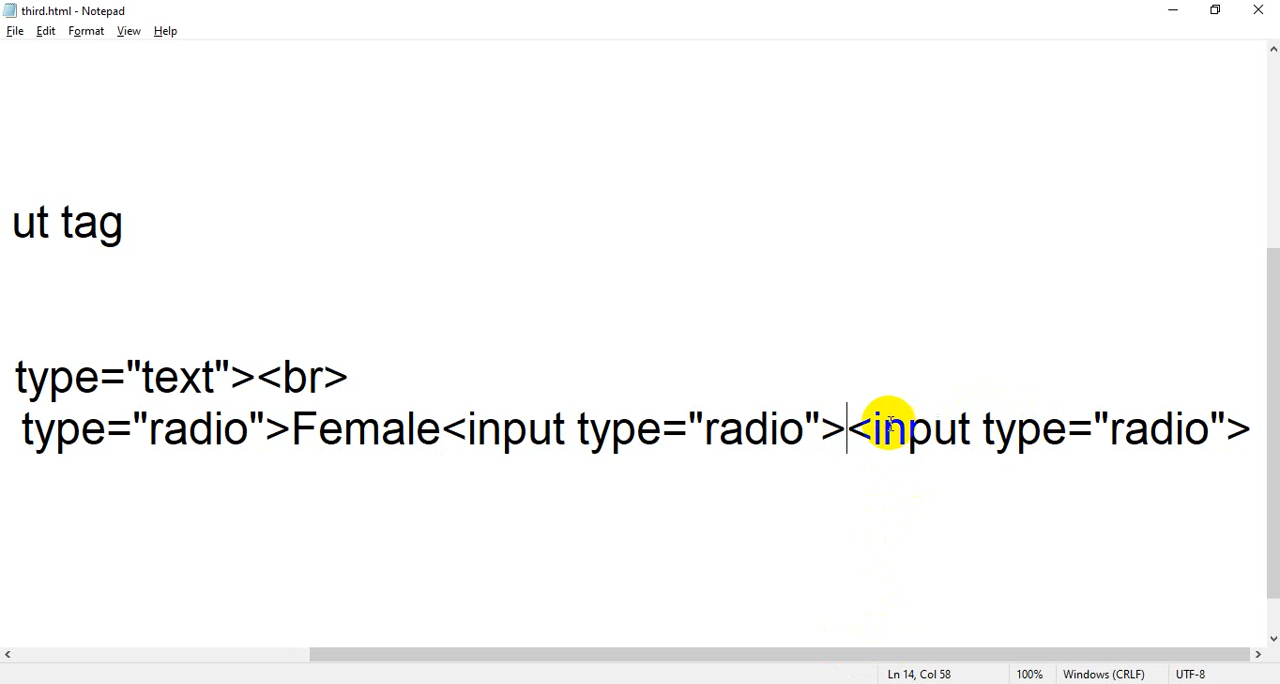 third.html - Notepad
File Edit Format View Help
ut tag
type="text"><br>
type="radio">Female<input type="radio"><input type="radio">
Ln 14, Col 58 100% Windows (CRLF) UTF-8